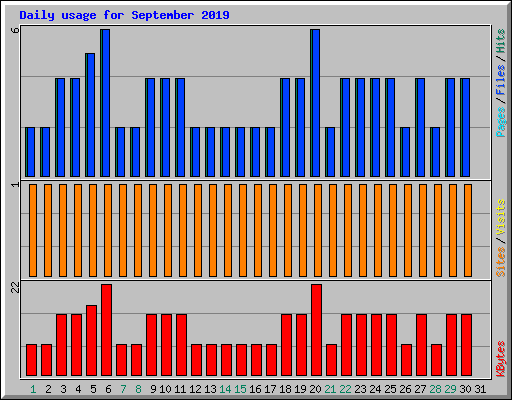 Daily usage for September 2019
6
Pages / Files / Hits
1
Sites / Visits
22
KBytes
1 2 3 4 5 6 7 8 9 10 11 12 13 14 15 16 17 18 19 20 21 22 23 24 25 26 27 28 29 30 31